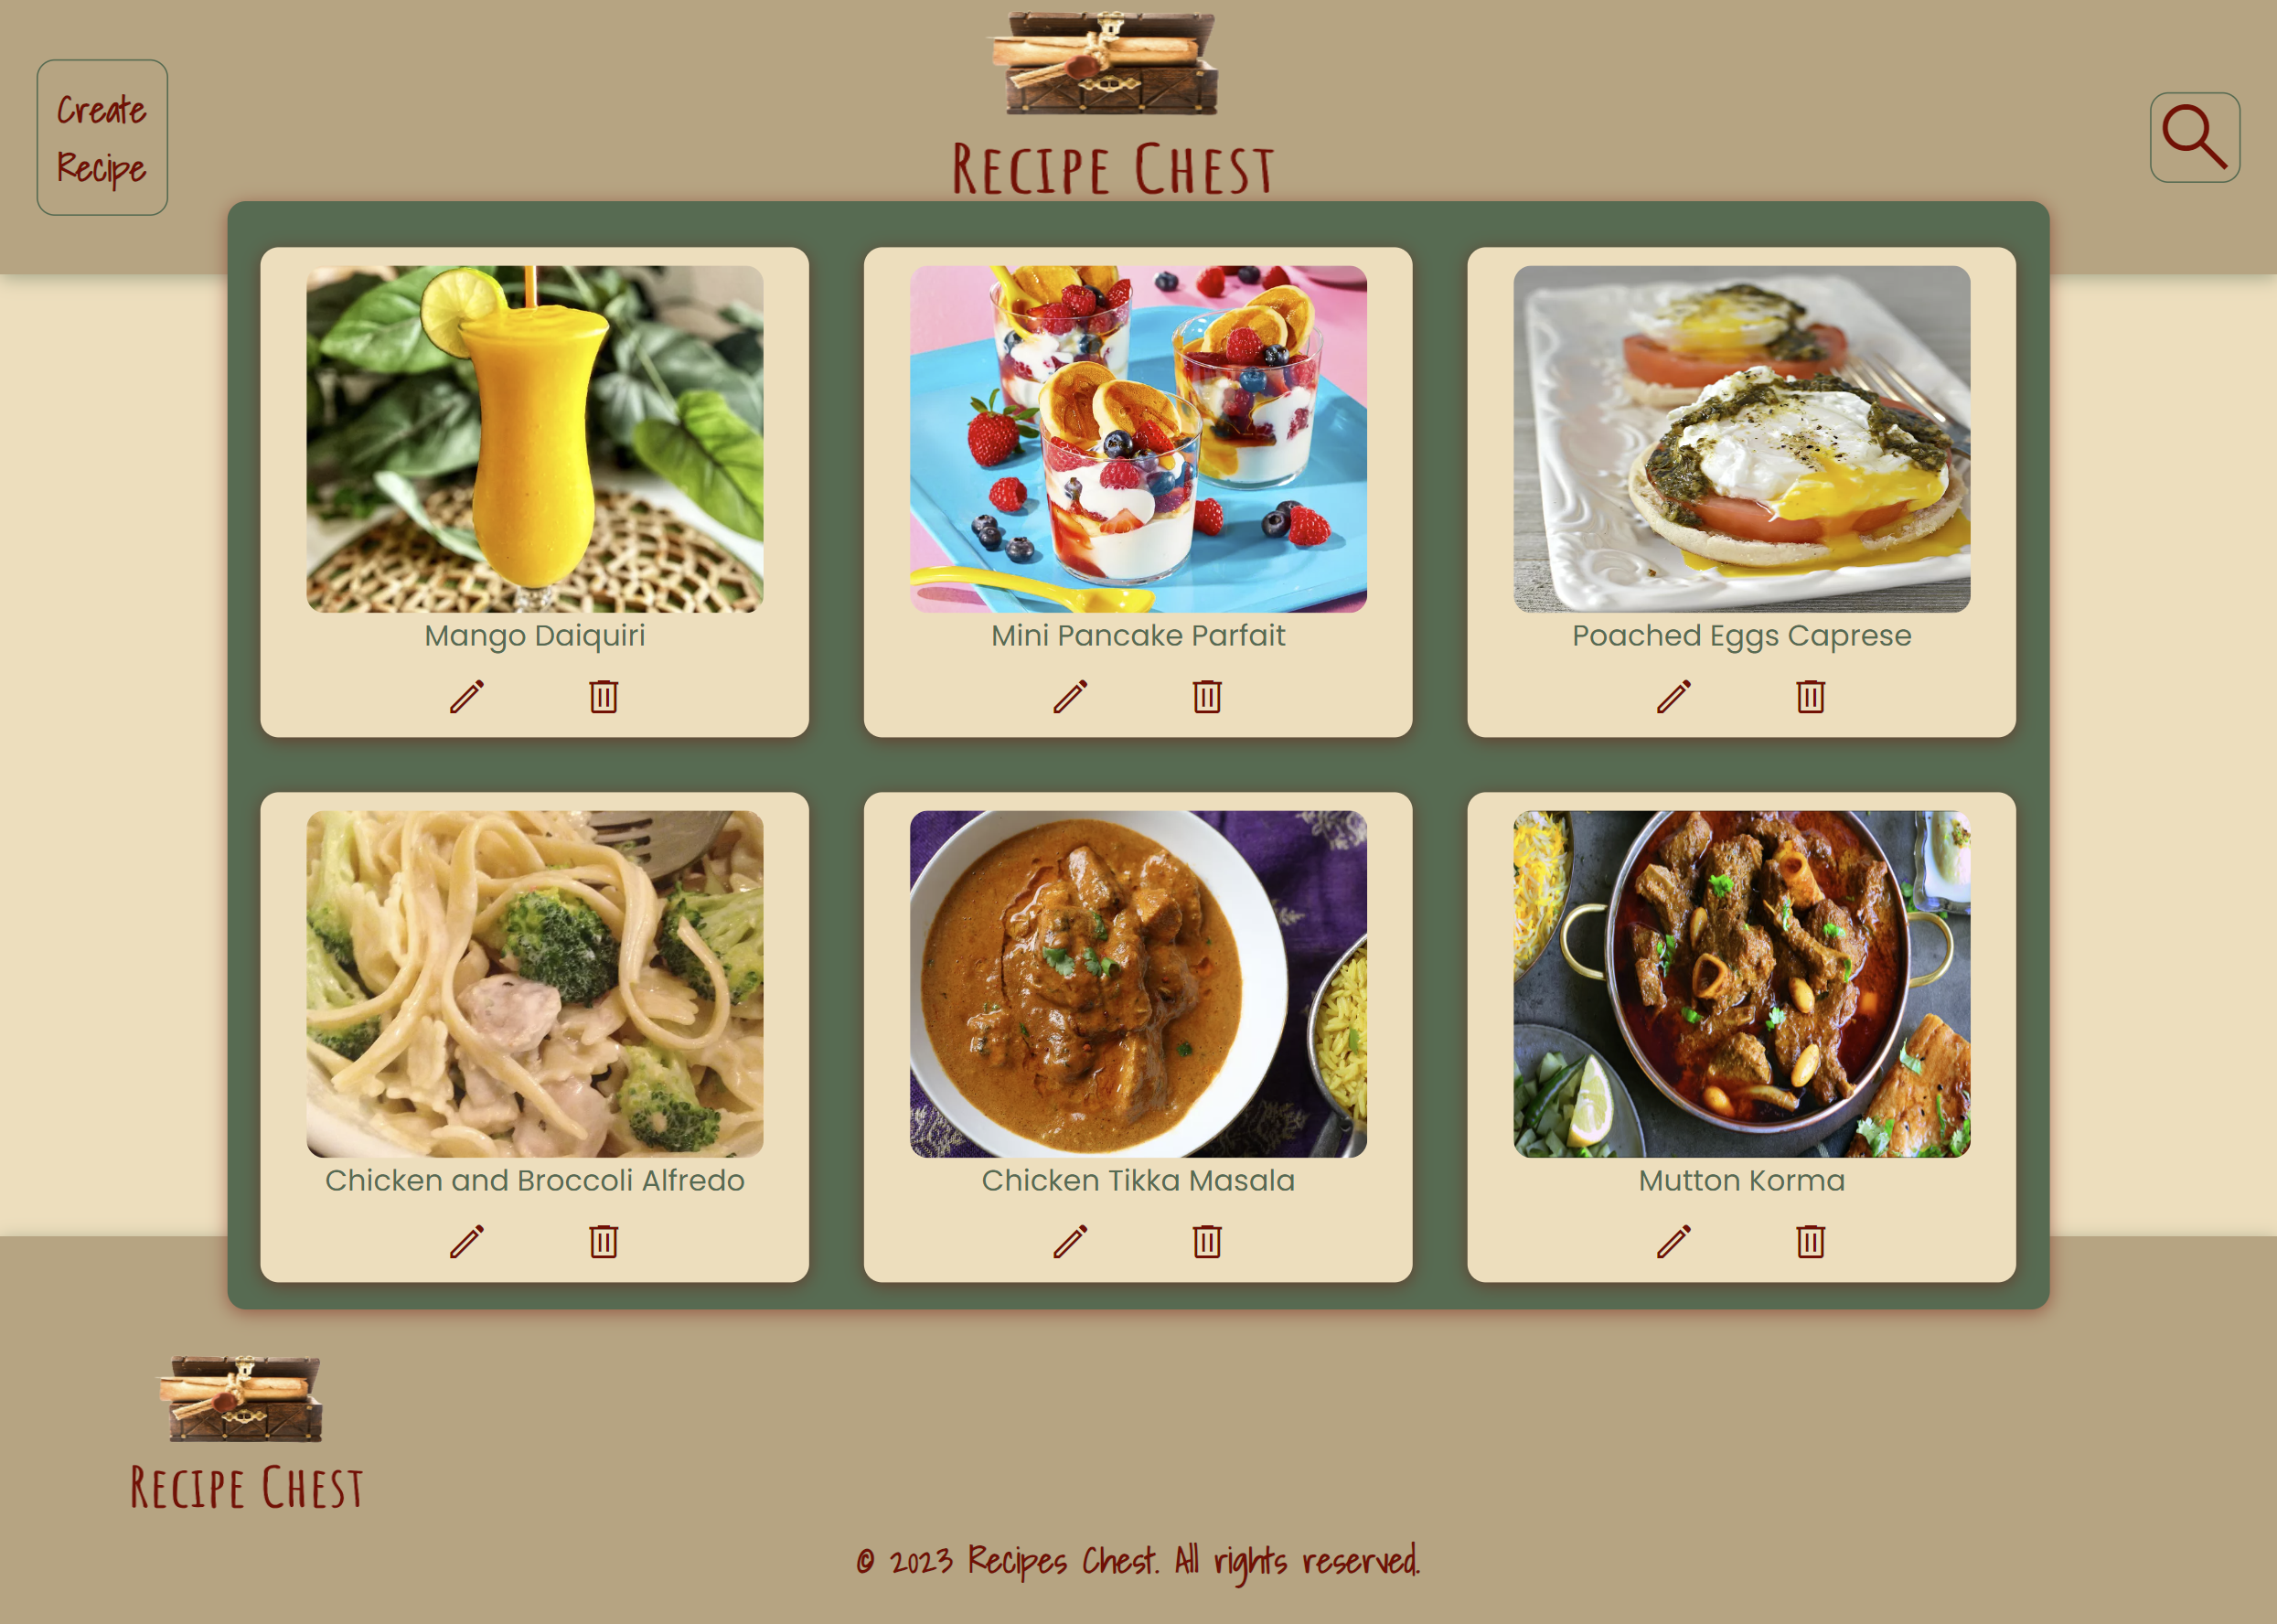 Create
Recipe
Recipe Chest
Mango Daiquiri
Mini Pancake Parfait
Poached Eggs Caprese
Chicken and Broccoli Alfredo
Chicken Tikka Masala
Mutton Korma
Recipe Chest
© 2023 Recipes Chest. All rights reserved.